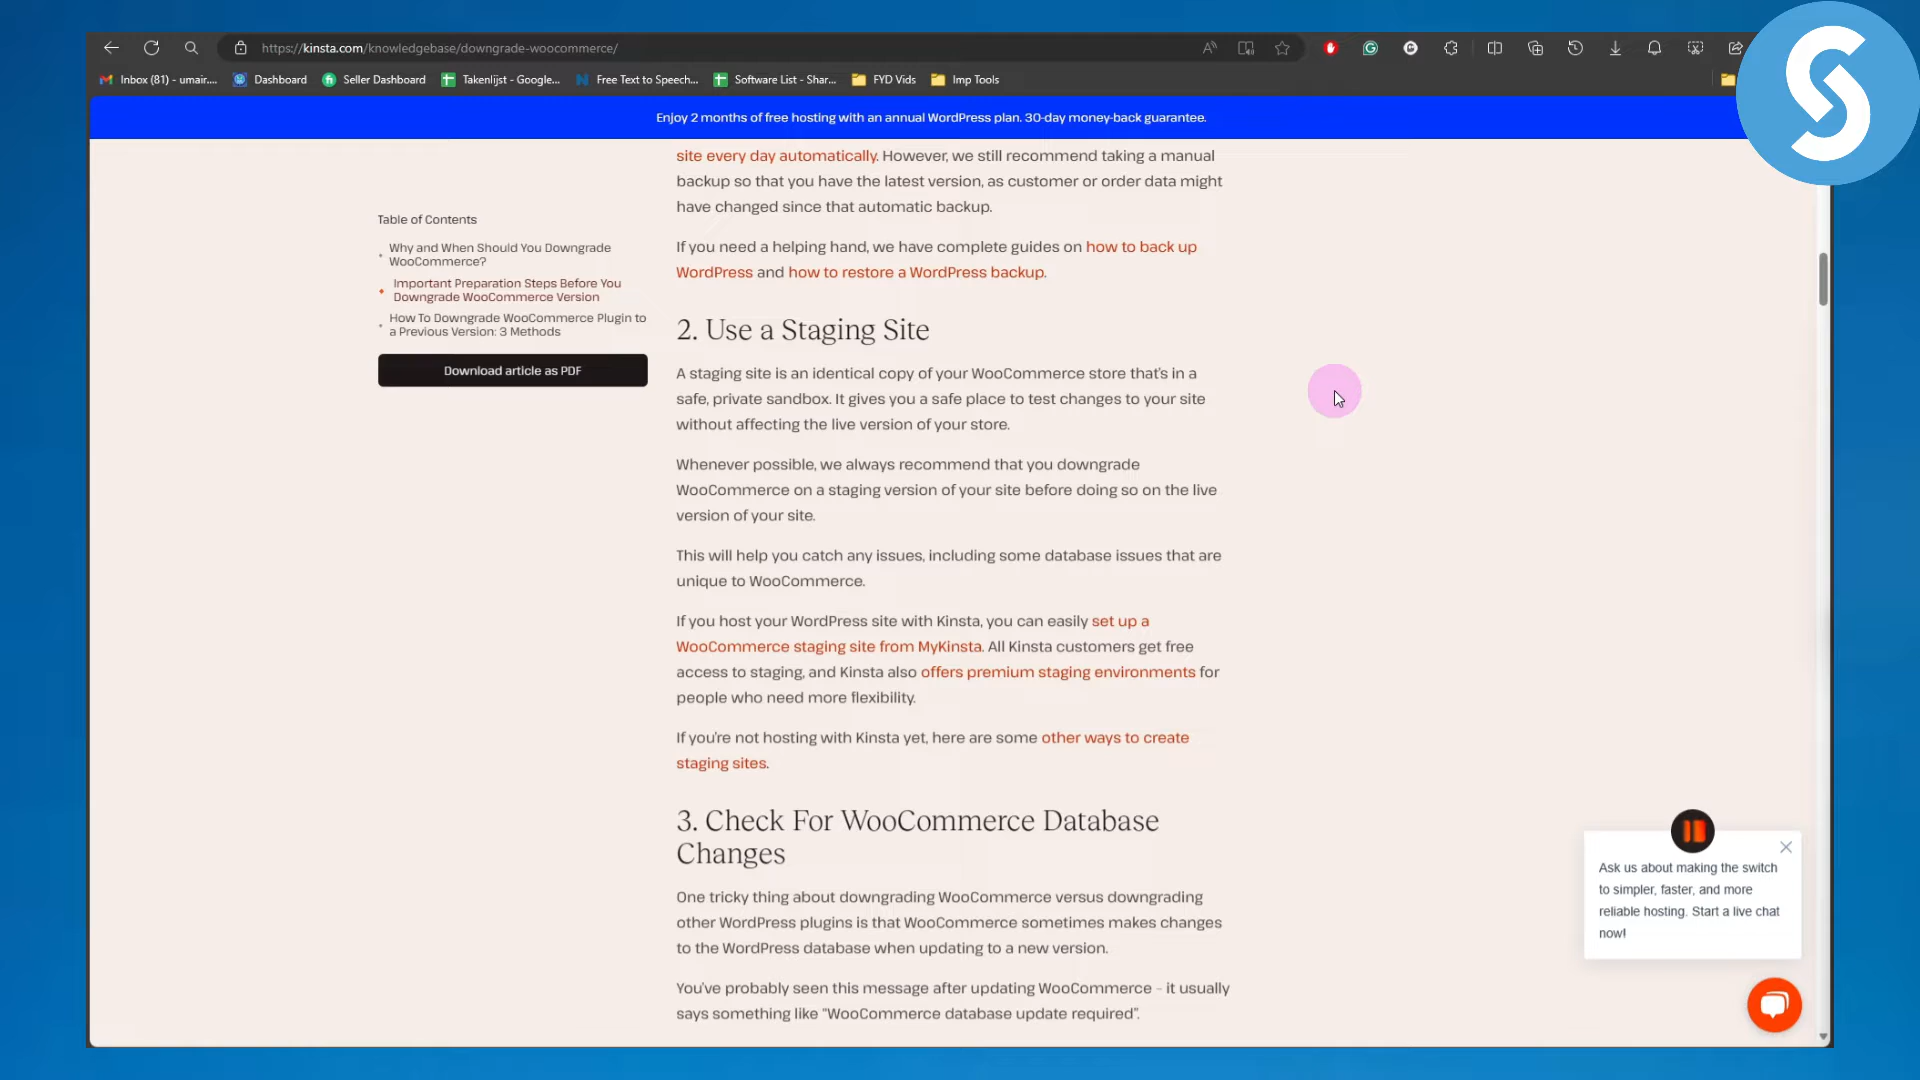 https://kinsta.com/knowledgebase/downgrade-woocommerce/
Inbox (81) - umair.... Dashboard Seller Dashboard Takenlijst - Google... Free Text to Speech... Software List - Shar... FYD Vids Imp Tools
Enjoy 2 months of free hosting with an annual WordPress plan. 30-day money-back guarantee.
Table of Contents
Why and When Should You Downgrade
WooCommerce?
Important Preparation Steps Before You
Downgrade WooCommerce Version
How To Downgrade WooCommerce Plugin to
a Previous Version: 3 Methods
Download article as PDF
site every day automatically. However, we still recommend taking a manual
backup so that you have the latest version, as customer or order data might
have changed since that automatic backup.
If you need a helping hand, we have complete guides on how to back up
WordPress and how to restore a WordPress backup.
2. Use a Staging Site
A staging site is an identical copy of your WooCommerce store that's in a
safe, private sandbox. It gives you a safe place to test changes to your site
without affecting the live version of your store.
Whenever possible, we always recommend that you downgrade
WooCommerce on a staging version of your site before doing so on the live
version of your site.
This will help you catch any issues, including some database issues that are
unique to WooCommerce.
If you host your WordPress site with Kinsta, you can easily set up a
WooCommerce staging site from MyKinsta. All Kinsta customers get free
access to staging, and Kinsta also offers premium staging environments for
people who need more flexibility.
If you're not hosting with Kinsta yet, here are some other ways to create
staging sites.
3. Check For WooCommerce Database
Changes
One tricky thing about downgrading WooCommerce versus downgrading
other WordPress plugins is that WooCommerce sometimes makes changes
to the WordPress database when updating to a new version.
You've probably seen this message after updating WooCommerce – it usually
says something like "WooCommerce database update required".
Ask us about making the switch
to simpler, faster, and more
reliable hosting. Start a live chat
now!